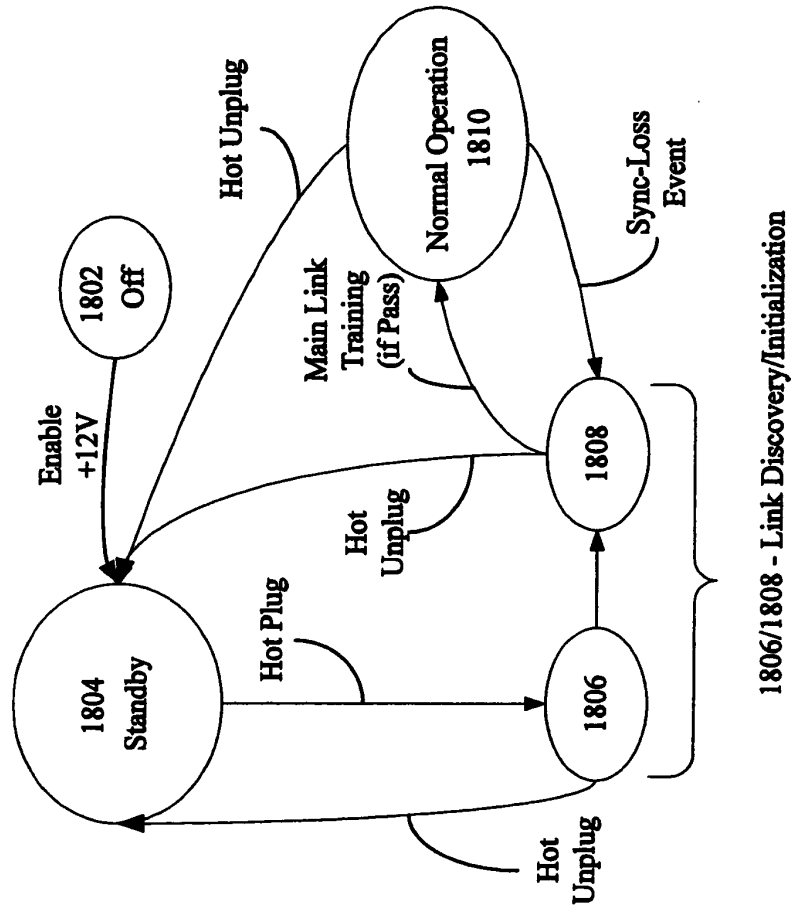 1802
Off
Enable
+12V
1804
Standby
Hot Unplug
Hot Plug
Hot
Unplug
Main Link
Training
(if Pass)
Normal Operation
1810
Hot
Unplug
1806
1808
Sync-Loss
Event
1806/1808 - Link Discovery/Initialization